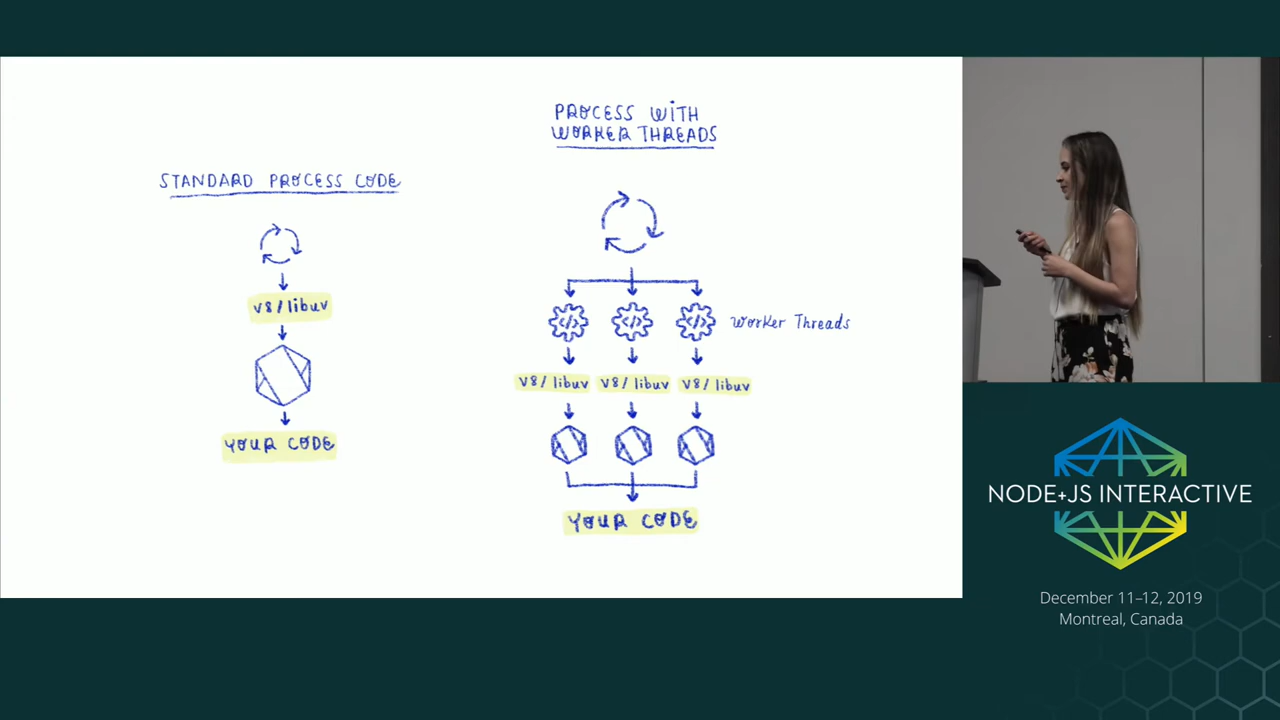 STANDARD PROCESS CODE
v8/libuv
YOUR CODE
PROCESS WITH
WORKER THREADS
</>
</>
</>
Worker Threads
v8/libuv
v8/libuv
v8/libuv
YOUR CODE
NODE+JS INTERACTIVE
December 11–12, 2019
Montreal, Canada